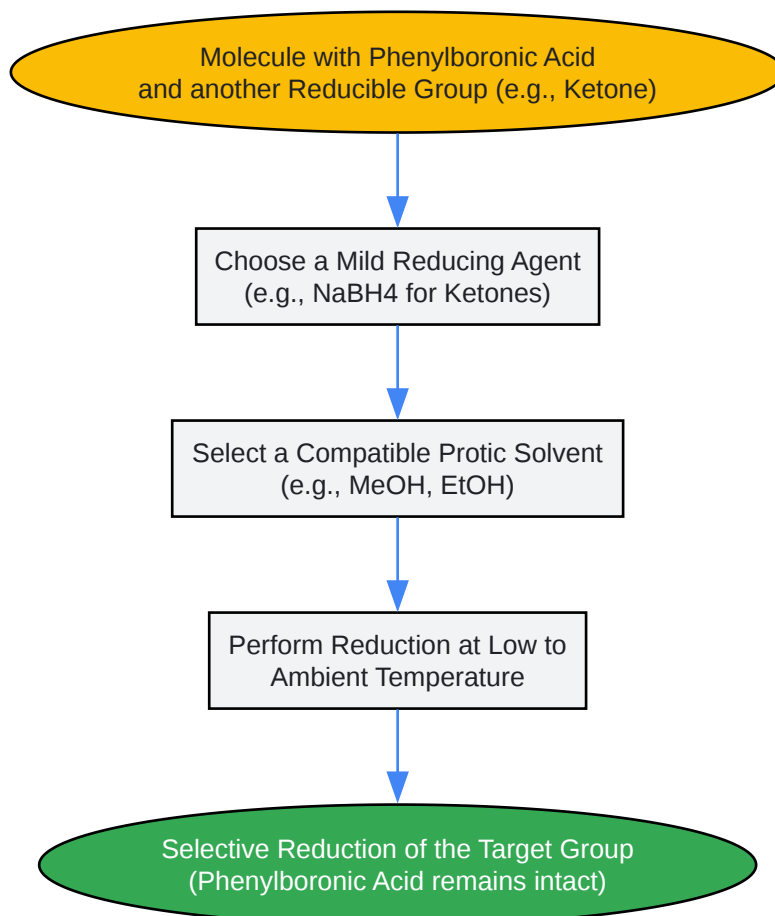 Molecule with Phenylboronic Acid
and another Reducible Group (e.g., Ketone)
Choose a Mild Reducing Agent
(e.g., NaBH4 for Ketones)
Select a Compatible Protic Solvent
(e.g., MeOH, EtOH)
Perform Reduction at Low to
Ambient Temperature
Selective Reduction of the Target Group
(Phenylboronic Acid remains intact)